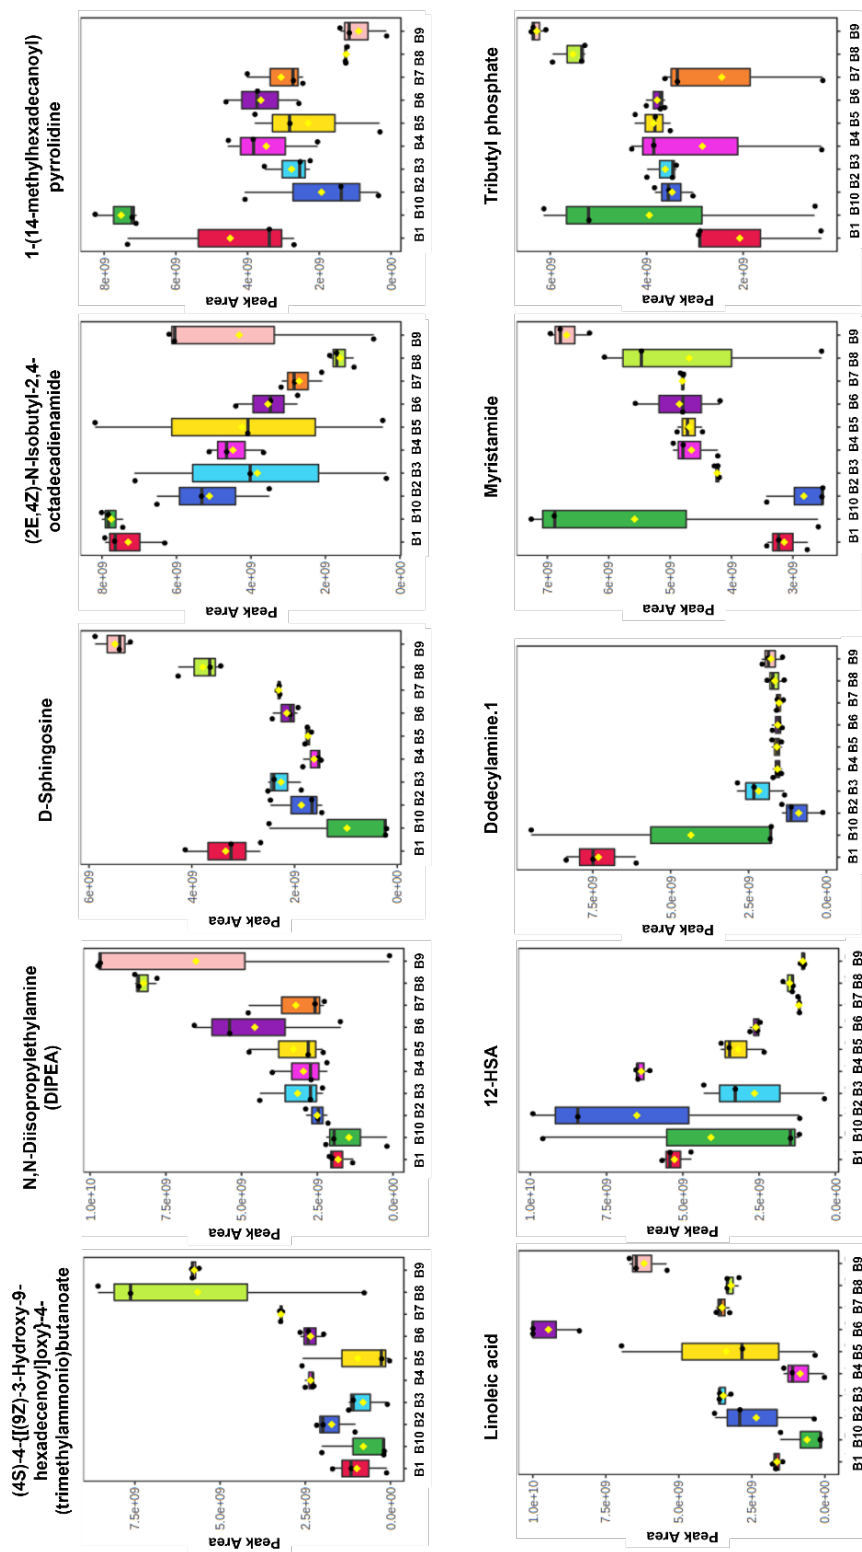 (4S)-4-{[(9Z)-3-Hydroxy-9-
hexadecenoyl]oxy}-4-
(trimethylammonio)butanoate
Peak Area
7.5e+09
5.0e+09
2.5e+09
0.0e+00
B1 B10 B2 B3 B4 B5 B6 B7 B8 B9
N,N-Diisopropylethylamine
(DIPEA)
Peak Area
1.0e+10
7.5e+09
5.0e+09
2.5e+09
0.0e+00
B1 B10 B2 B3 B4 B5 B6 B7 B8 B9
D-Sphingosine
Peak Area
6e+09
4e+09
2e+09
0e+00
B1 B10 B2 B3 B4 B5 B6 B7 B8 B9
(2E,4Z)-N-Isobutyl-2,4-
octadecadienamide
Peak Area
8e+09
6e+09
4e+09
2e+09
0e+00
B1 B10 B2 B3 B4 B5 B6 B7 B8 B9
1-(14-methylhexadecanoyl)
pyrrolidine
Peak Area
8e+09
6e+09
4e+09
2e+09
0e+00
B1 B10 B2 B3 B4 B5 B6 B7 B8 B9
Linoleic acid
Peak Area
1.0e+10
7.5e+09
5.0e+09
2.5e+09
0.0e+00
B1 B10 B2 B3 B4 B5 B6 B7 B8 B9
12-HSA
Peak Area
1.0e+10
7.5e+09
5.0e+09
2.5e+09
0.0e+00
B1 B10 B2 B3 B4 B5 B6 B7 B8 B9
Dodecylamine.1
Peak Area
7.5e+09
5.0e+09
2.5e+09
0.0e+00
B1 B10 B2 B3 B4 B5 B6 B7 B8 B9
Myristamide
Peak Area
7e+09
5e+09
3e+09
B1 B10 B2 B3 B4 B5 B6 B7 B8 B9
Tributyl phosphate
Peak Area
6e+09
4e+09
2e+09
B1 B10 B2 B3 B4 B5 B6 B7 B8 B9